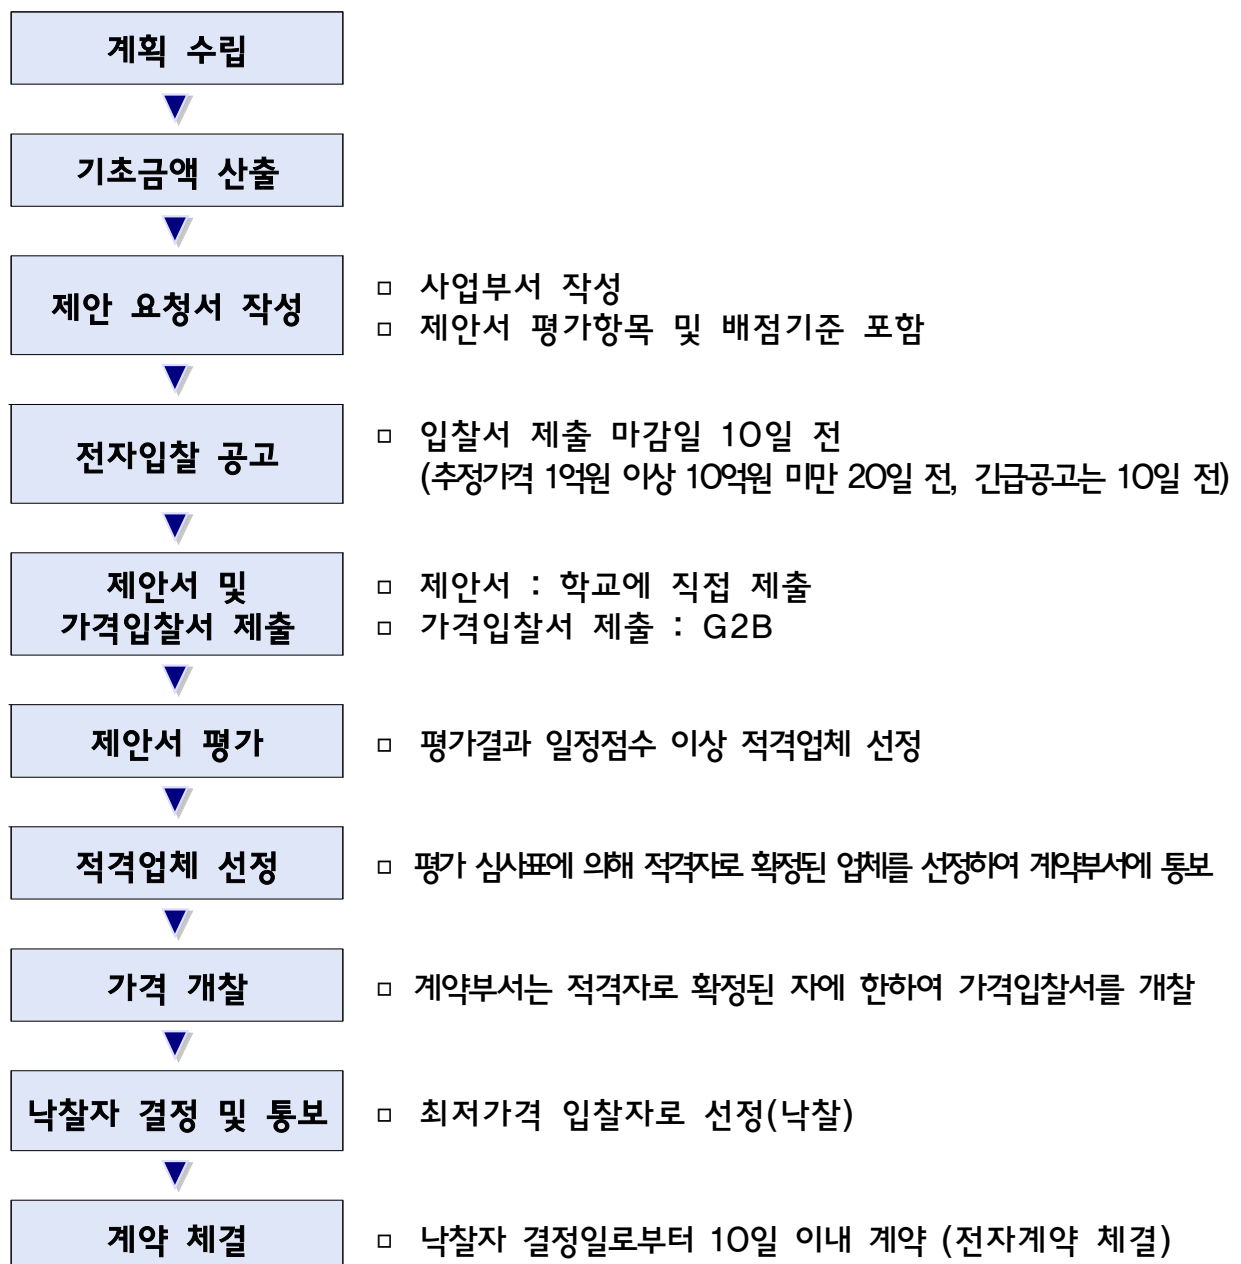 계획 수립
기초금액 산출
제안 요청서 작성
□ 사업부서 작성
□ 제안서 평가항목 및 배점기준 포함
전자입찰 공고
□ 입찰서 제출 마감일 10일 전
(추정가격 1억원 이상 10억원 미만 20일 전, 긴급공고는 10일 전)
제안서 및
가격입찰서 제출
□ 제안서 : 학교에 직접 제출
□ 가격입찰서 제출 : G2B
제안서 평가
□ 평가결과 일정점수 이상 적격업체 선정
적격업체 선정
□ 평가 심사표에 의해 적격자로 확정된 업체를 선정하여 계약부서에 통보
가격 개찰
□ 계약부서는 적격자로 확정된 자에 한하여 가격입찰서를 개찰
낙찰자 결정 및 통보
□ 최저가격 입찰자로 선정(낙찰)
계약 체결
□ 낙찰자 결정일로부터 10일 이내 계약 (전자계약 체결)